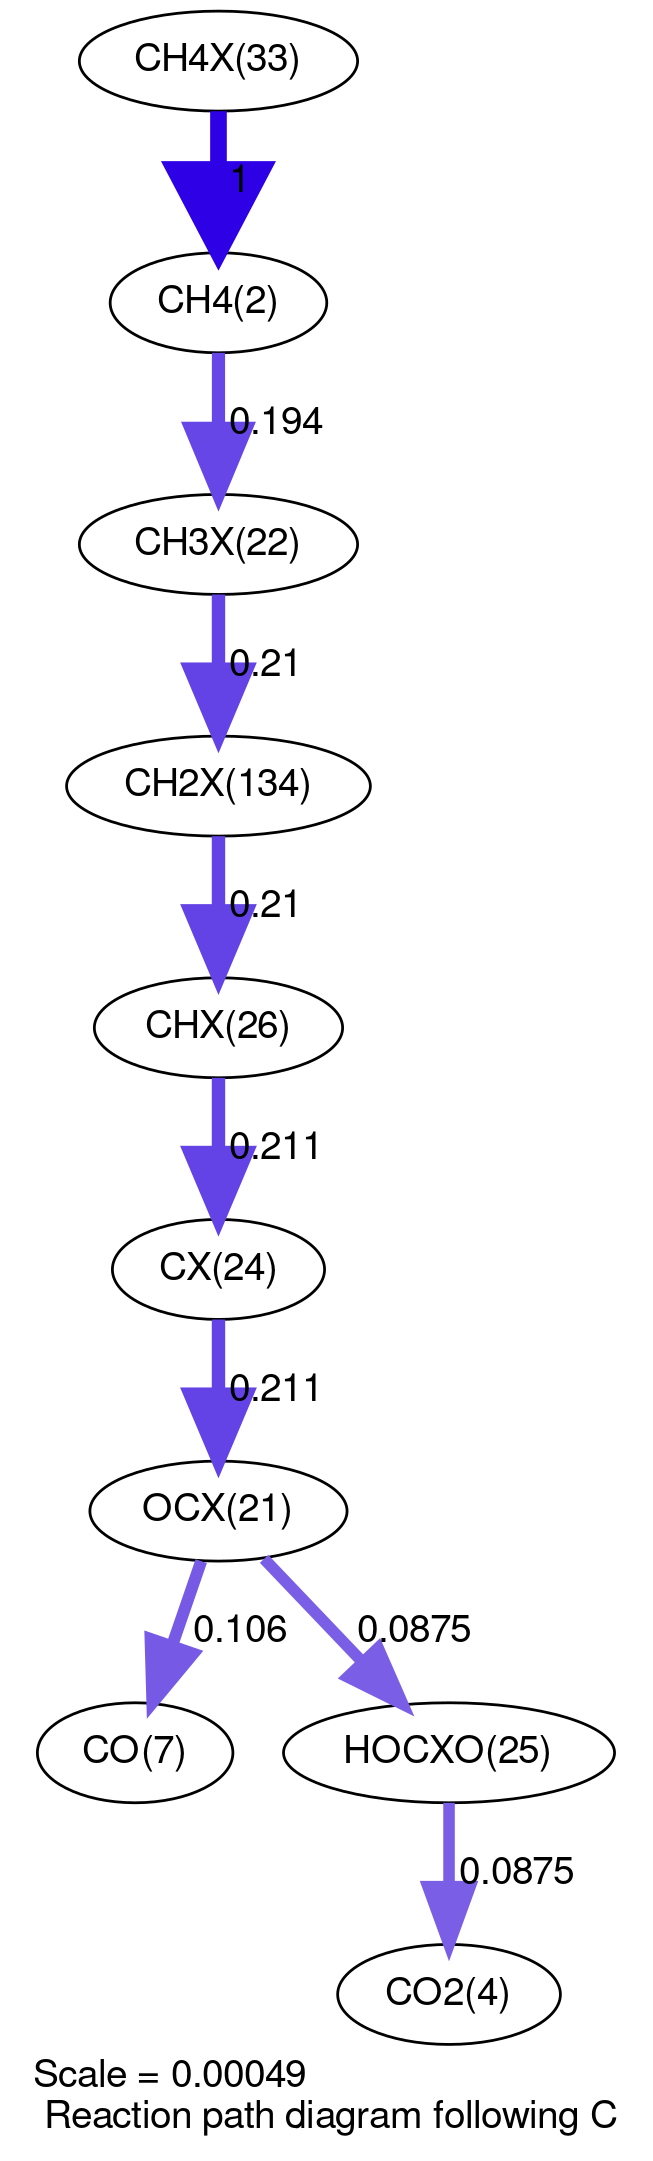 CH4X(33)
1
CH4(2)
0.194
CH3X(22)
0.21
CH2X(134)
0.21
CHX(26)
0.211
CX(24)
0.211
OCX(21)
0.106
0.0875
CO(7)
HOCXO(25)
0.0875
CO2(4)
Scale = 0.00049
Reaction path diagram following C